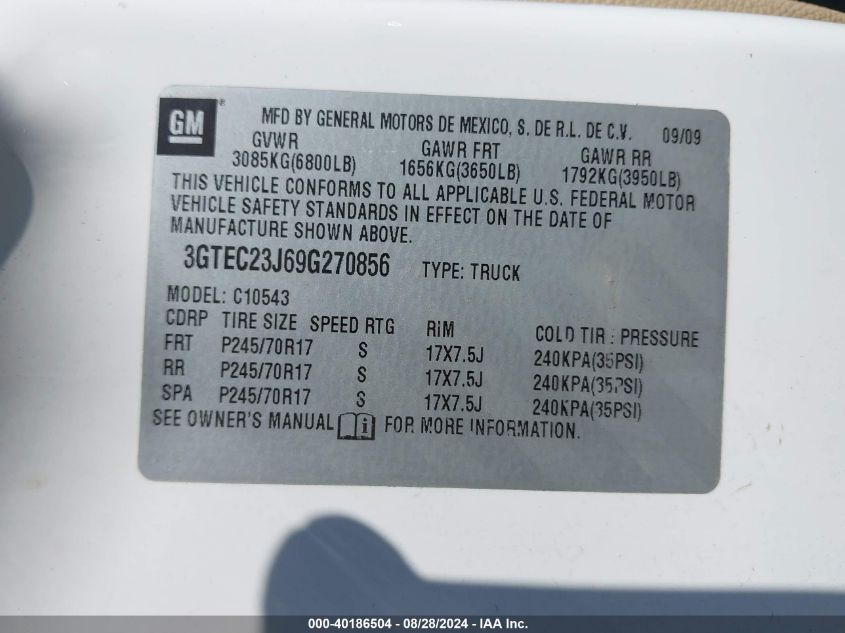 GM ® MFD BY GENERAL MOTORS DE MEXICO, S. DE R.L. DE C.V. 09/09
GVWR GAWR FRT GAWR RR
3085KG(6800LB) 1656KG(3650LB) 1792KG(3950LB)
THIS VEHICLE CONFORMS TO ALL APPLICABLE U.S. FEDERAL MOTOR
VEHICLE SAFETY STANDARDS IN EFFECT ON THE DATE OF
MANUFACTURE SHOWN ABOVE.
3GTEC23J69G270856 TYPE: TRUCK
MODEL: C10543
CDRP TIRE SIZE SPEED RTG RIM COLD TIR : PRESSURE
FRT P245/70R17 S 17X7.5J 240KPA(35PSI)
RR P245/70R17 S 17X7.5J 240KPA(35PSI)
SPA P245/70R17 S 17X7.5J 240KPA(35PSI)
SEE OWNER'S MANUAL i FOR MORE INFORMATION.
000-40186504 - 08/28/2024 - IAAI.com, Inc.